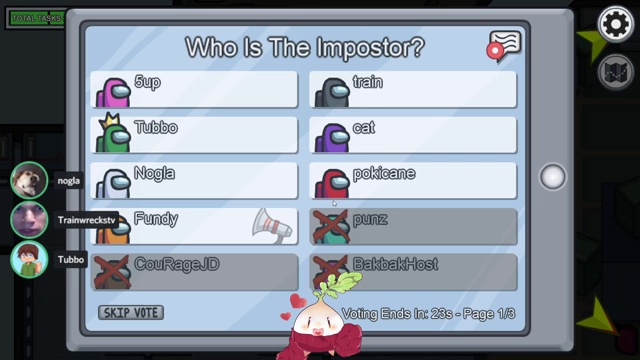 TOTAL TASKS
Who Is The Impostor?
5up
train
Tubbo
cat
Nogla
pokicane
Fundy
punz
CouRageJD
BakbakHost
nogla
Trainwreckstv
Tubbo
SKIP VOTE
Voting Ends In: 23s - Page 1/3